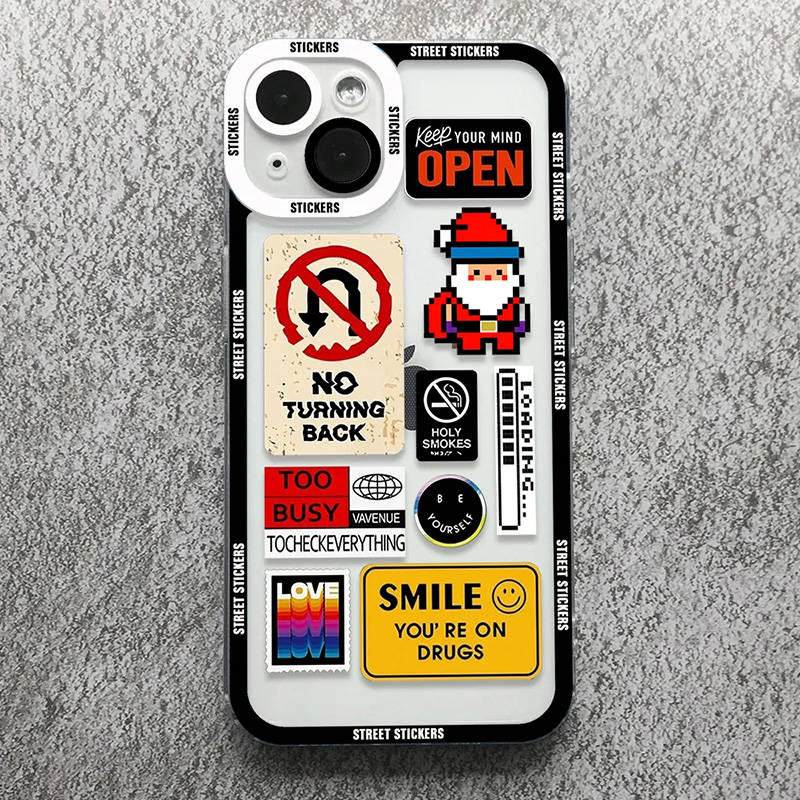 STICKERS
STREET STICKERS
STICKERS
STICKERS
STICKERS
Keep YOUR MIND
OPEN
STREET STICKERS
NO
TURNING
BACK
STREET STICKERS
STREET STICKERS
HOLY
SMOKES
LOADING...
TOO
BUSY
VAVENUE
TOCHECKEVERYTHING
BE
YOURSELF
LOVE
SMILE
YOU' RE ON
DRUGS
STREET STICKERS
STREET STICKERS
STREET STICKERS